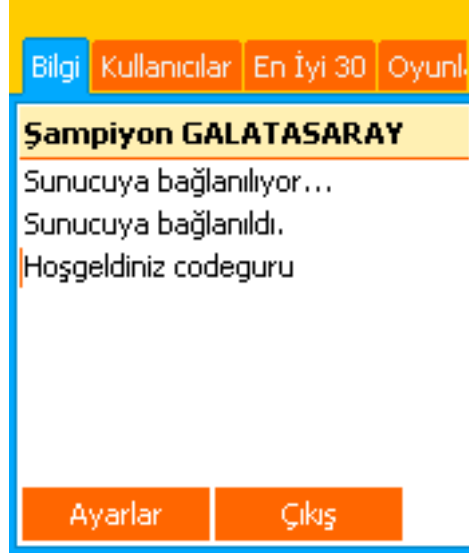 Bilgi Kullanıcılar En İyi 30
Şampiyon GALATASARAY
Sunucuya bağlanılıyor...
Sunucuya bağlanıldı.
Hoşgeldiniz codeguru
Ayarlar Çıkış